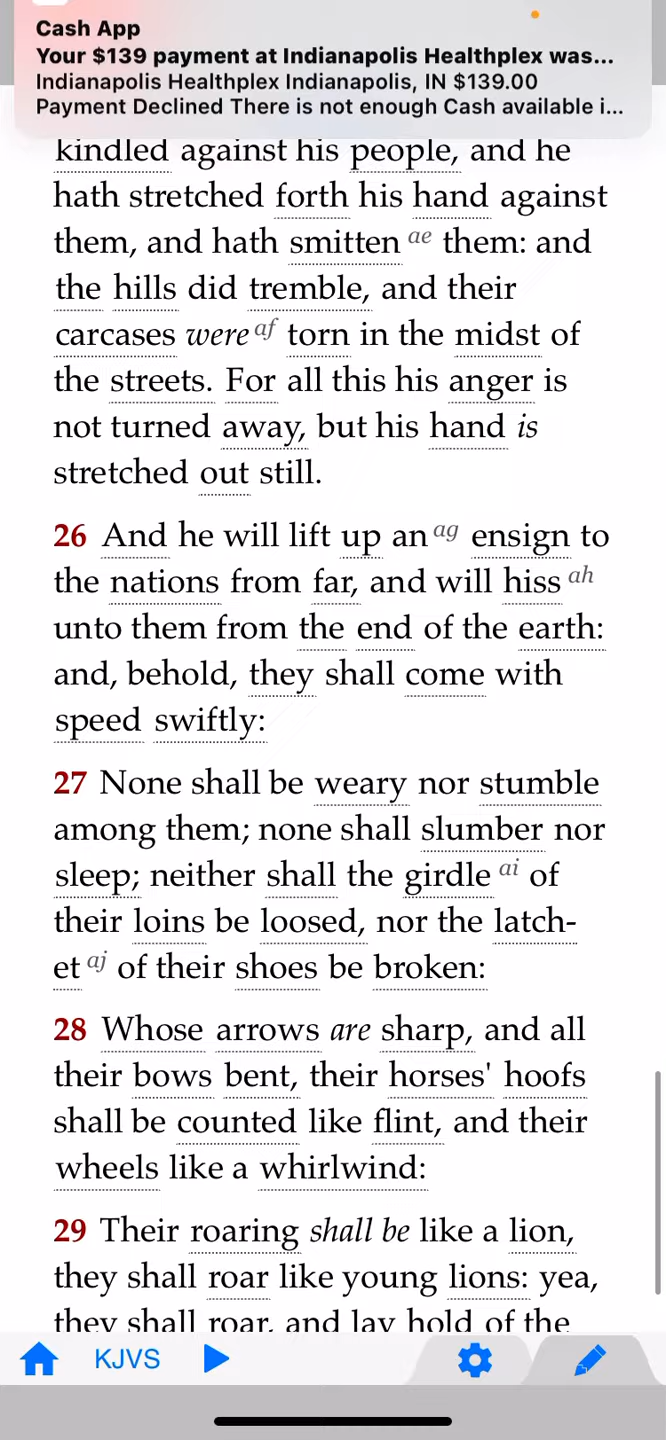 Cash App
Your $139 payment at Indianapolis Healthplex was...
Indianapolis Healthplex Indianapolis, IN $139.00
Payment Declined There is not enough Cash available i...
kindled against his people, and he
hath stretched forth his hand against
them, and hath smitten ae them: and
the hills did tremble, and their
carcases were af torn in the midst of
the streets. For all this his anger is
not turned away, but his hand is
stretched out still.
26 And he will lift up an ag ensign to
the nations from far, and will hiss ah
unto them from the end of the earth:
and, behold, they shall come with
speed swiftly:
27 None shall be weary nor stumble
among them; none shall slumber nor
sleep; neither shall the girdle ai of
their loins be loosed, nor the latch-
et aj of their shoes be broken:
28 Whose arrows are sharp, and all
their bows bent, their horses' hoofs
shall be counted like flint, and their
wheels like a whirlwind:
29 Their roaring shall be like a lion,
they shall roar like young lions: yea,
they shall roar, and lay hold of the
KJVS